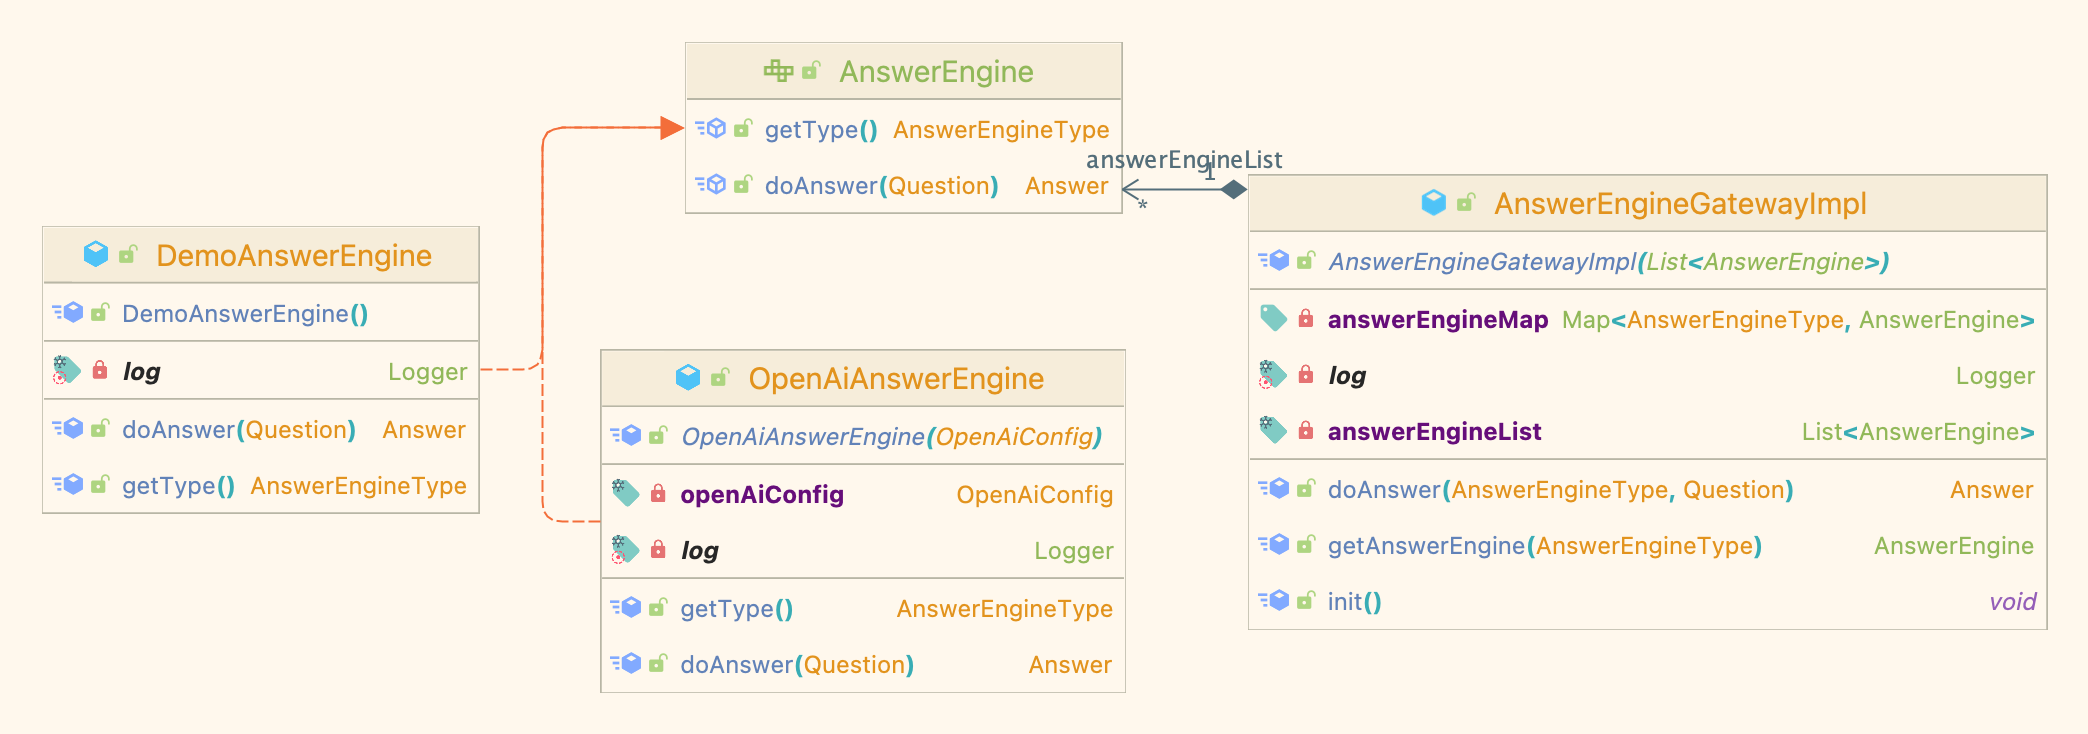 AnswerEngine
getType() AnswerEngineType
doAnswer(Question) Answer
answerEngineList
1
*
DemoAnswerEngine
DemoAnswerEngine()
log Logger
doAnswer(Question) Answer
getType() AnswerEngineType
OpenAiAnswerEngine
OpenAiAnswerEngine(OpenAiConfig)
openAiConfig OpenAiConfig
log Logger
getType() AnswerEngineType
doAnswer(Question) Answer
AnswerEngineGatewayImpl
AnswerEngineGatewayImpl(List<AnswerEngine>)
answerEngineMap Map<AnswerEngineType, AnswerEngine>
log Logger
answerEngineList List<AnswerEngine>
doAnswer(AnswerEngineType, Question) Answer
getAnswerEngine(AnswerEngineType) AnswerEngine
init() void